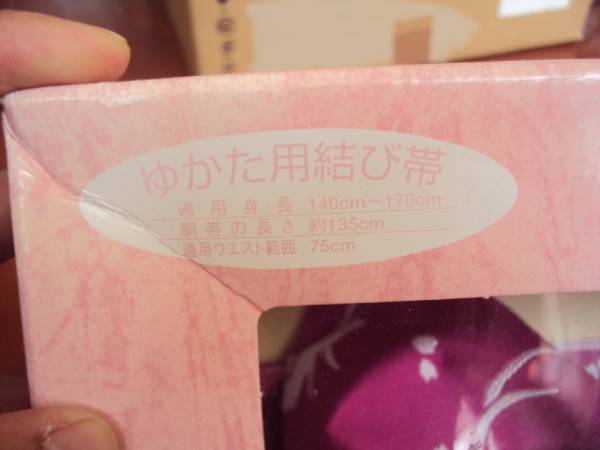 ゆかた用結び帯
適用身長 140cm〜170cm
胴帯の長さ 約135cm
適用ウエスト範囲 75cm